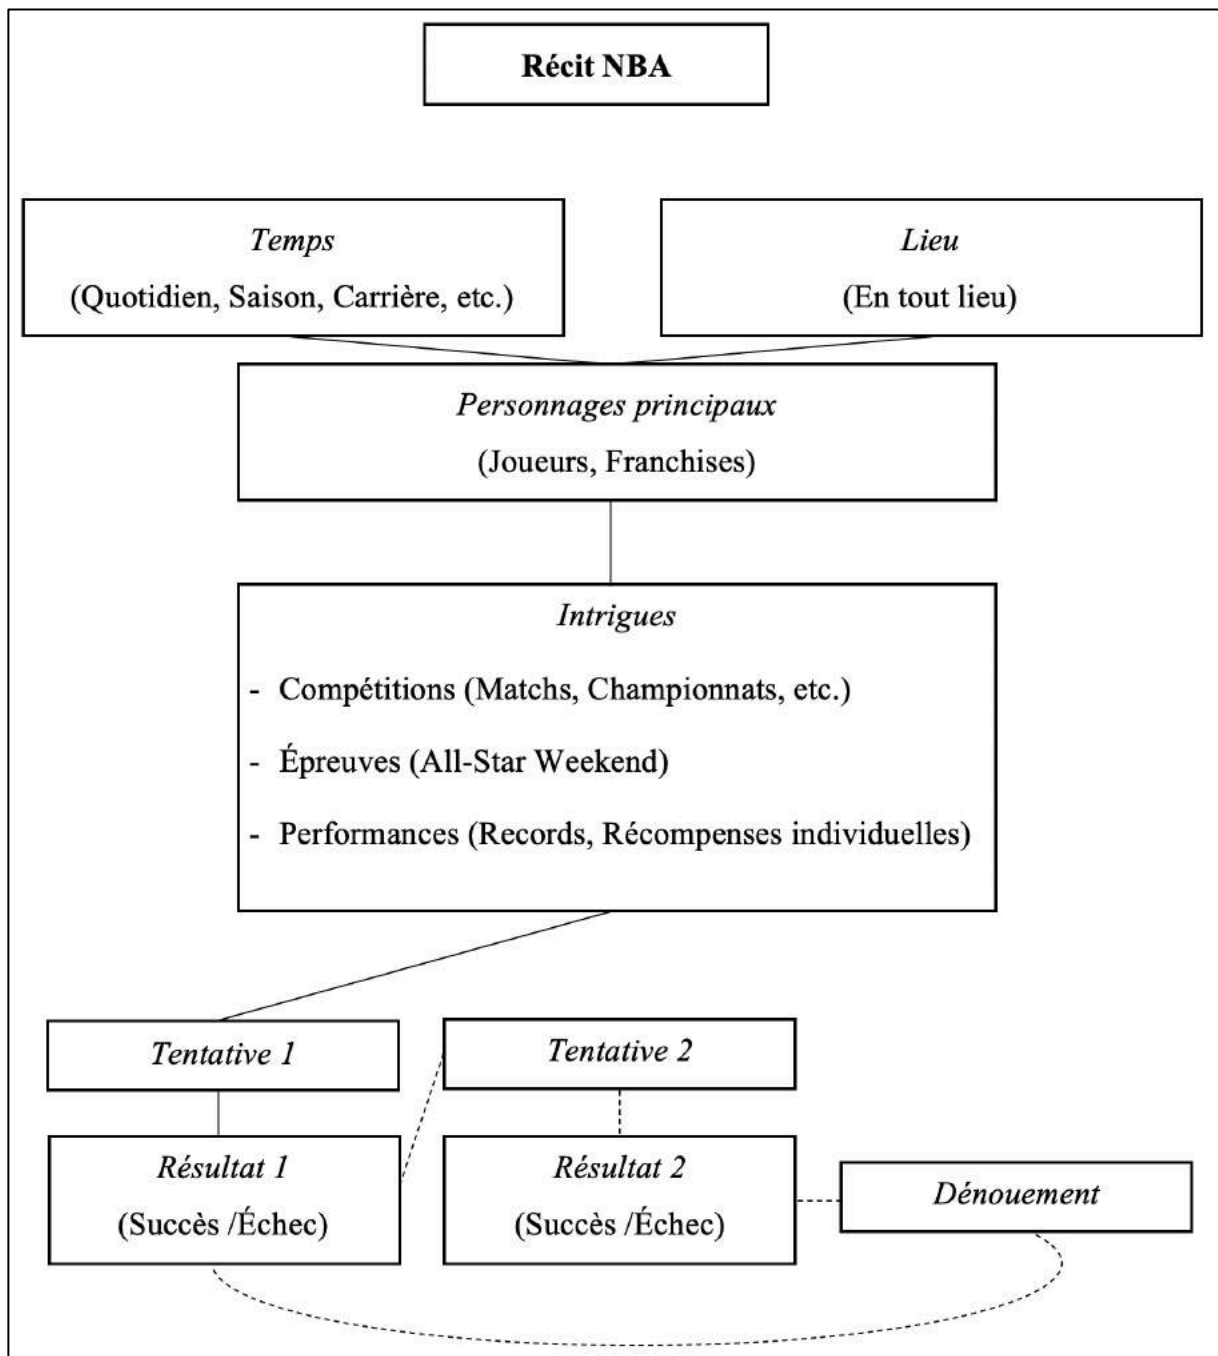 Récit NBA
Temps
(Quotidien, Saison, Carrière, etc.)
Lieu
(En tout lieu)
Personnages principaux
(Joueurs, Franchises)
Intrigues
- Compétitions (Matchs, Championnats, etc.)
- Épreuves (All-Star Weekend)
- Performances (Records, Récompenses individuelles)
Tentative 1
Tentative 2
Résultat 1
(Succès /Échec)
Résultat 2
(Succès /Échec)
Dénouement